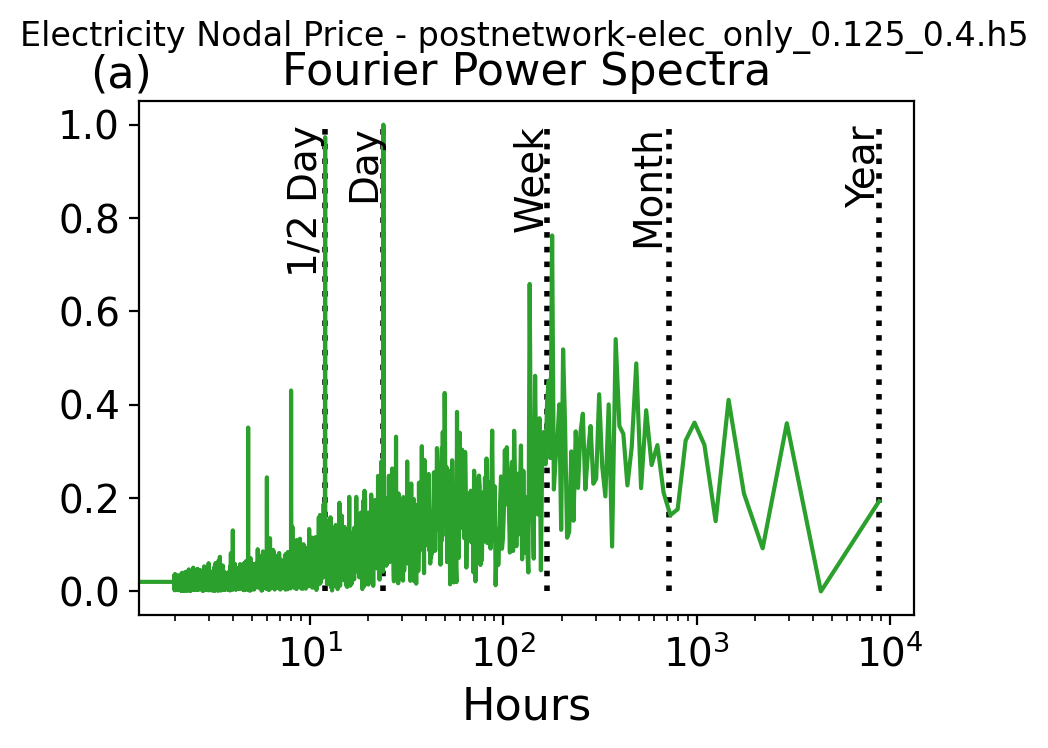 Electricity Nodal Price - postnetwork-elec_only_0.125_0.4.h5
(a) Fourier Power Spectra
1/2 Day
Day
Week
Month
Year
1.0
0.8
0.6
0.4
0.2
0.0
10¹ 10² 10³ 10⁴
Hours